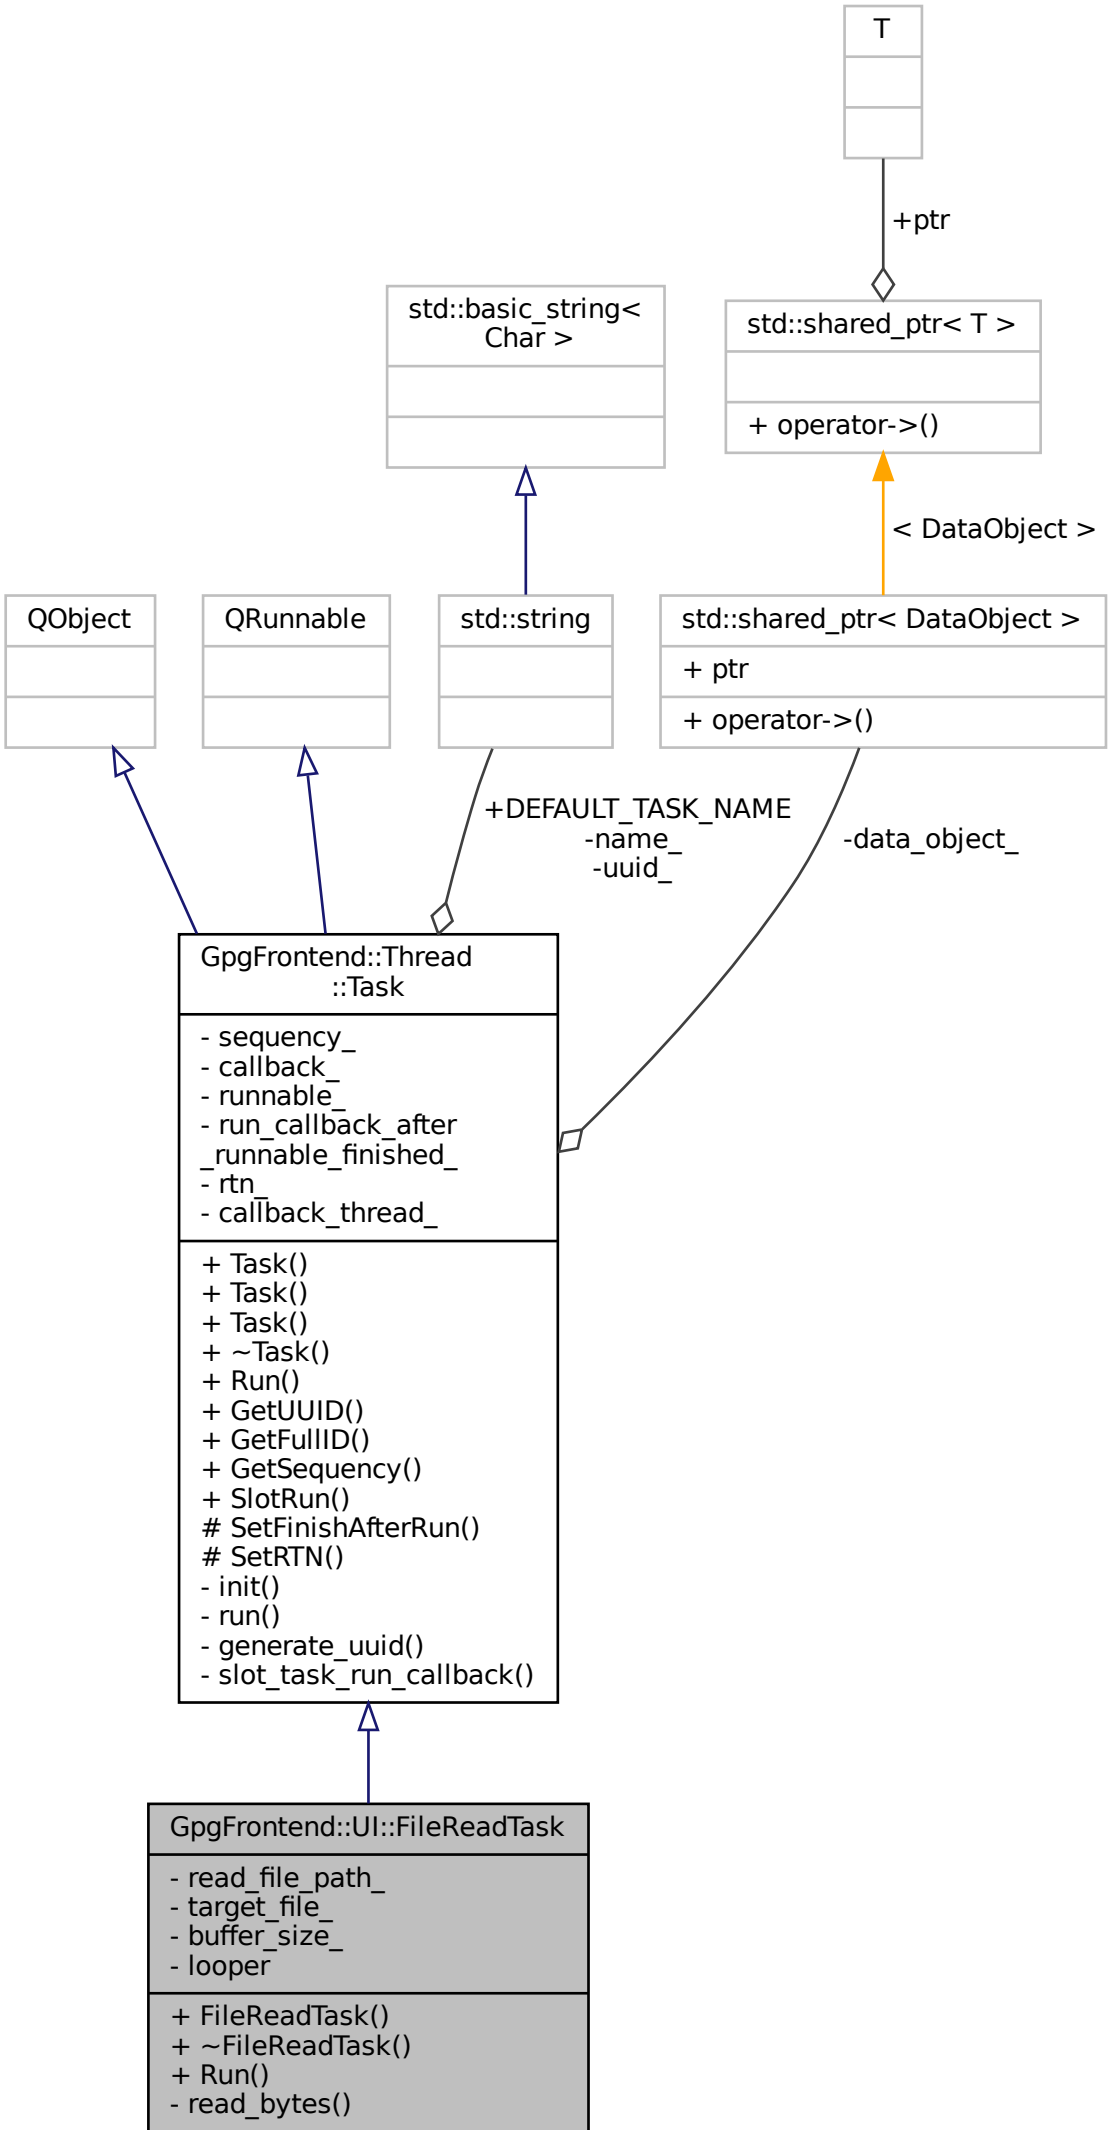 T
+ptr
std::basic_string<
Char >
std::shared_ptr< T >
+ operator->()
< DataObject >
QObject
QRunnable
std::string
std::shared_ptr< DataObject >
+ ptr
+ operator->()
+DEFAULT_TASK_NAME
-name_
-uuid_
-data_object_
GpgFrontend::Thread
::Task
- sequency_
- callback_
- runnable_
- run_callback_after
_runnable_finished_
- rtn_
- callback_thread_
+ Task()
+ Task()
+ Task()
+ ~Task()
+ Run()
+ GetUUID()
+ GetFullID()
+ GetSequency()
+ SlotRun()
# SetFinishAfterRun()
# SetRTN()
- init()
- run()
- generate_uuid()
- slot_task_run_callback()
GpgFrontend::UI::FileReadTask
- read_file_path_
- target_file_
- buffer_size_
- looper
+ FileReadTask()
+ ~FileReadTask()
+ Run()
- read_bytes()